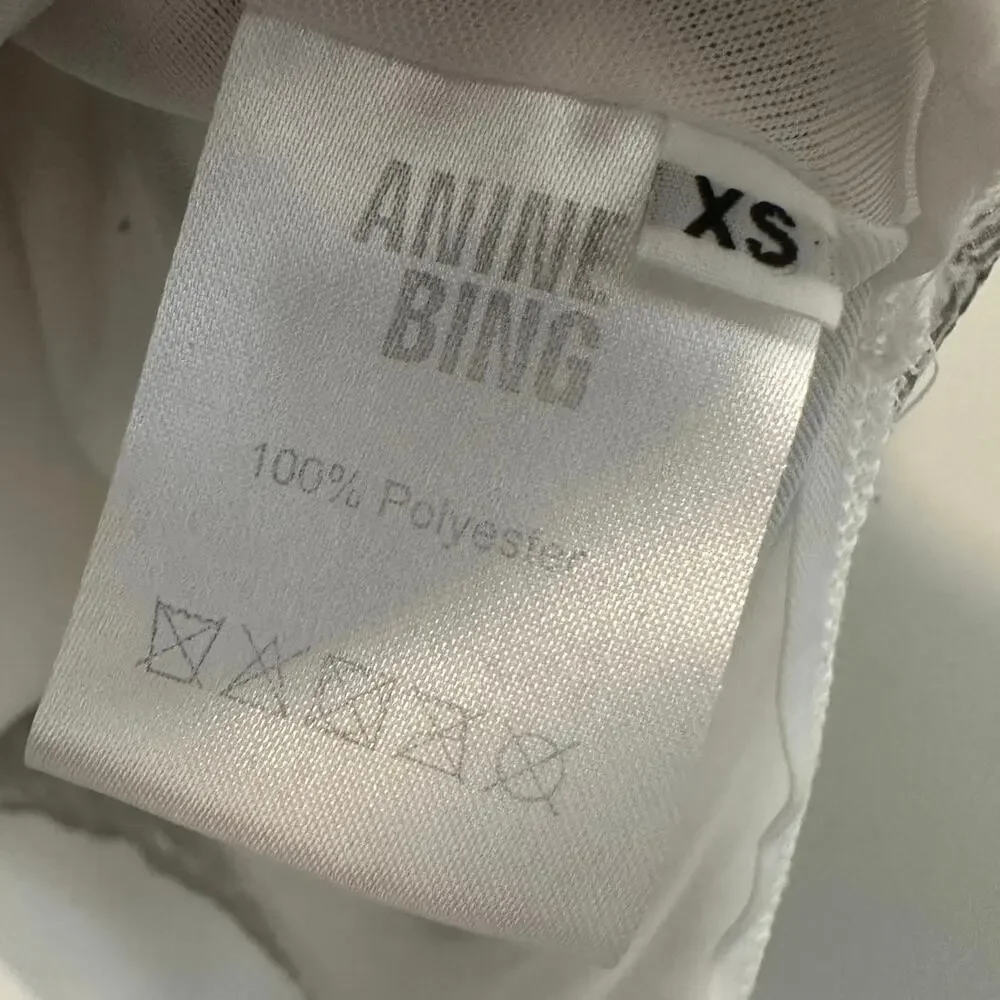 ANINE
BING
XS
100% Polyester